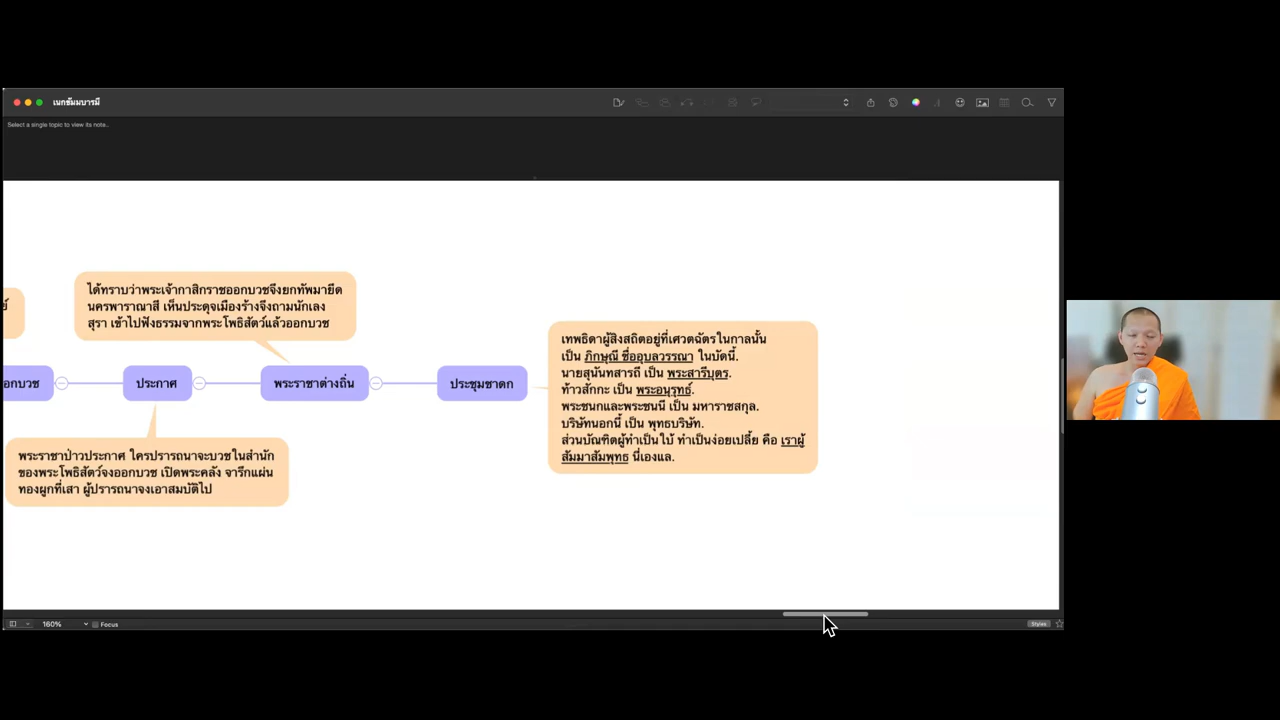 เนกขัมมบารมี
Select a single topic to view its note...
ได้ทราบว่าพระเจ้ากาสิกราชออกบวชจึงยกทัพมายึด
นครพาราณาสี เห็นประตุจเมืองร้างจึงถามนักเลง
สุรา เข้าไปฟังธรรมจากพระโพธิสัตว์แล้วออกบวช
ประกาศ
พระราชาต่างถิ่น
ประชุมชาดก
เทพธิดาผู้สิงสถิตอยู่ที่เศวตฉัตรในกาลนั้น
เป็น ภิกษุณี ชื่ออุบลวรรณา ในบัดนี้.
นายสุนันทสารถี เป็น พระสารีบุตร.
ท้าวสักกะ เป็น พระอนุรุทธ์.
พระชนกและพระชนนี เป็น มหาราชสกุล.
บริษัทนอกนี้ เป็น พุทธบริษัท.
ส่วนบัณฑิตผู้ทำเป็นใบ้ ทำเป็นง่อยเปลี้ย คือ เราผู้
สัมมาสัมพุทธ นี่เองแล.
พระราชาป่าวประกาศ ใครปรารถนาจะบวชในสำนัก
ของพระโพธิสัตว์จงออกบวช เปิดพระคลัง จารึกแผ่น
ทองผูกที่เสา ผู้ปรารถนาจงเอาสมบัติไป
160%
Focus
Styles